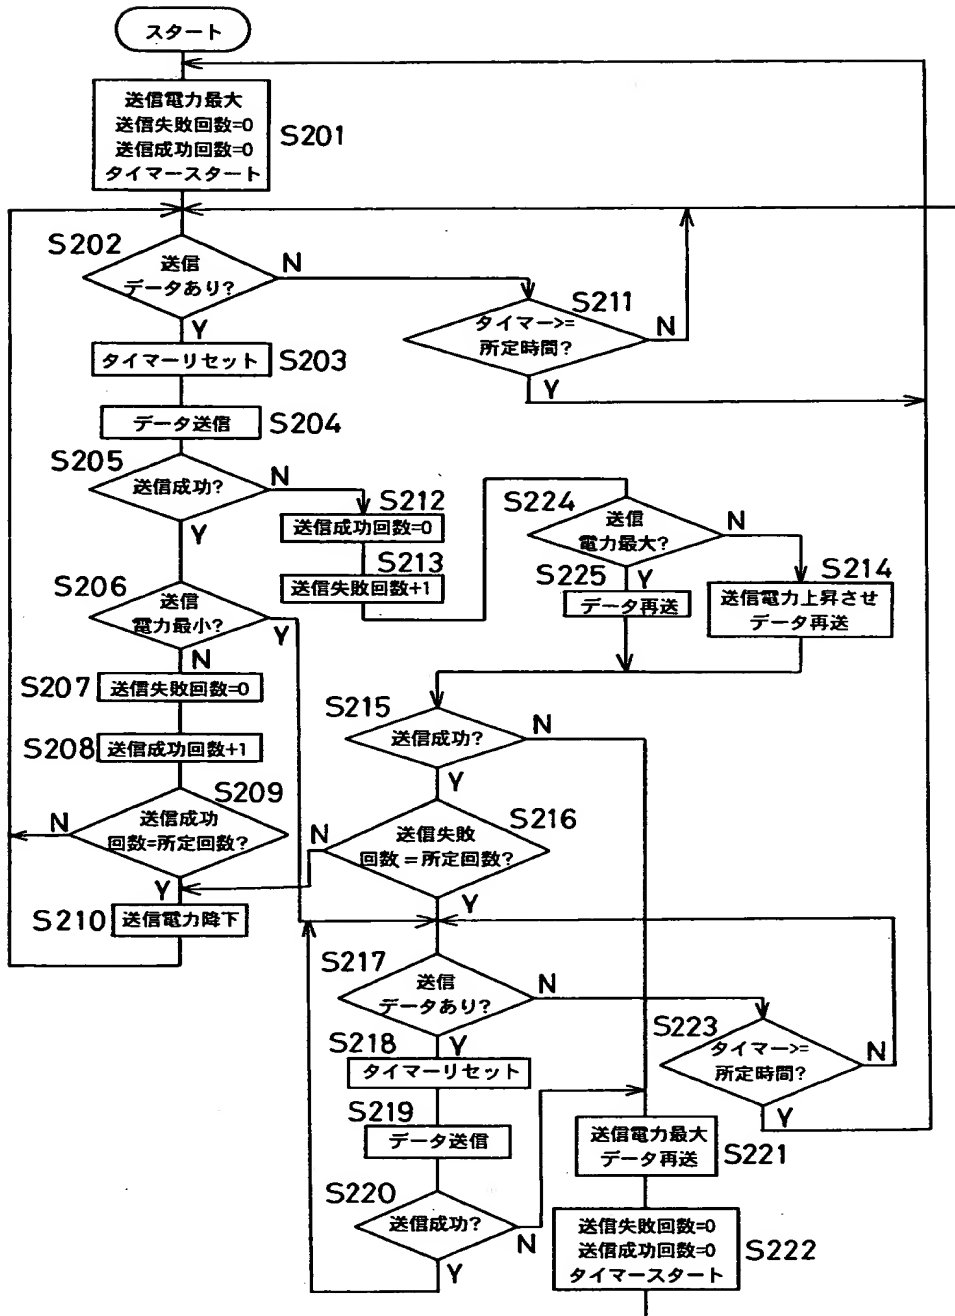 スタート
送信電力最大
送信失敗回数=0
送信成功回数=0
タイマースタート
S201
S202
送信
データあり?
N
Y
S211
タイマー>=
所定時間?
N
Y
タイマーリセット
S203
データ送信
S204
S205
送信成功?
N
Y
S212
送信成功回数=0
S213
送信失敗回数+1
S224
送信
電力最大?
N
Y
S225
データ再送
S214
送信電力上昇させ
データ再送
S206
送信
電力最小?
Y
N
S207
送信失敗回数=0
S208
送信成功回数+1
S209
送信成功
回数=所定回数?
N
Y
S210
送信電力降下
S215
送信成功?
N
Y
S216
送信失敗
回数=所定回数?
N
Y
S217
送信
データあり?
N
Y
S218
タイマーリセット
S219
データ送信
S220
送信成功?
N
Y
S223
タイマー>=
所定時間?
N
Y
送信電力最大
データ再送
S221
送信失敗回数=0
送信成功回数=0
タイマースタート
S222